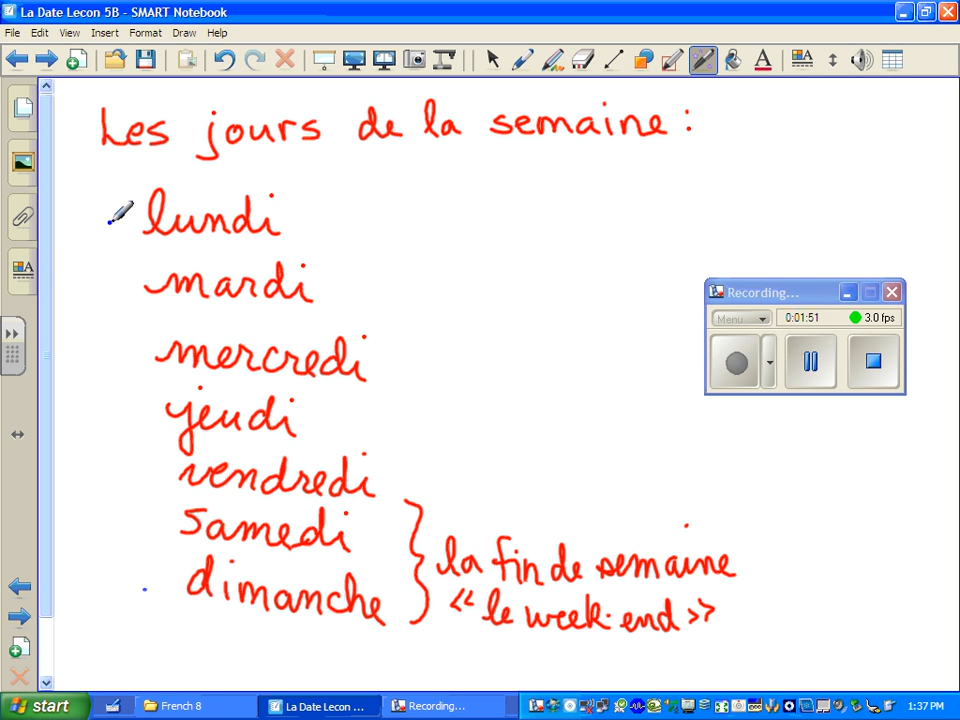 La Date Lecon 5B - SMART Notebook
File Edit View Insert Format Draw Help
Les jours de la semaine :
lundi
mardi
mercredi
jeudi
vendredi
samedi
dimanche
la fin de semaine
« le week-end »
Recording...
Menu 0:01:51 3.0 fps
start French 8 La Date Lecon ... Recording... 1:37 PM